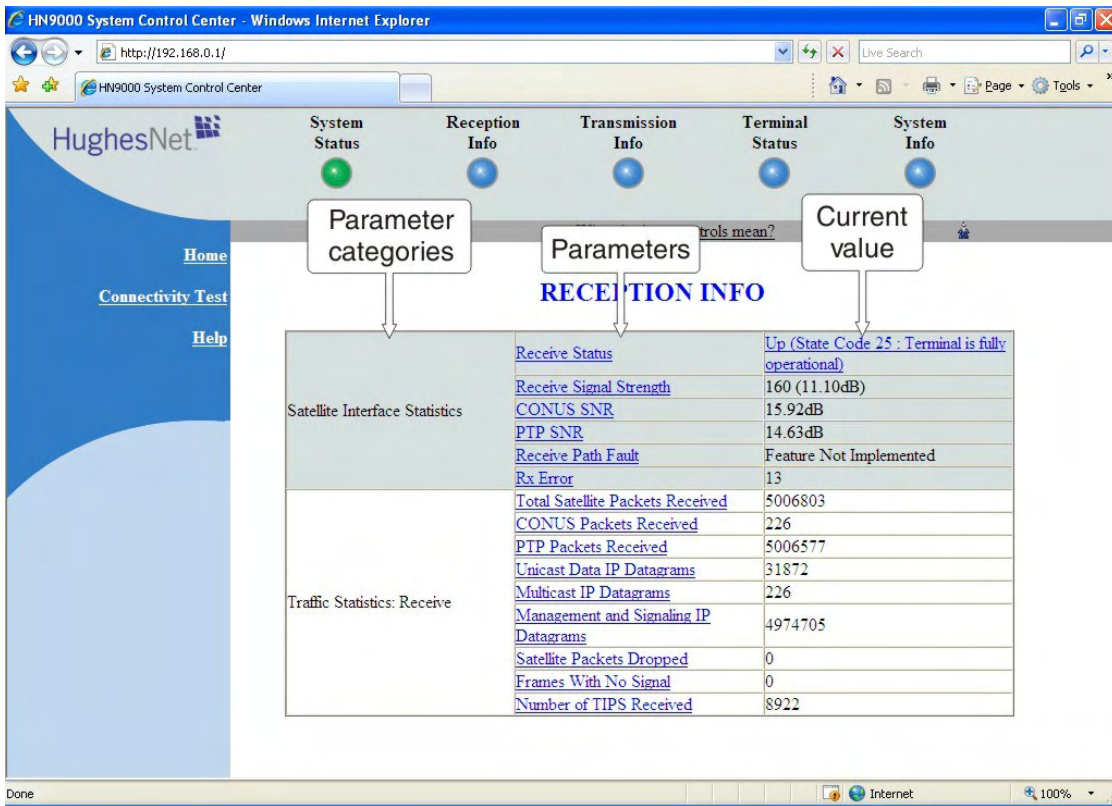 HN9000 System Control Center - Windows Internet Explorer
http://192.168.0.1/
Live Search
HN9000 System Control Center
Page
Tools
»
HughesNet
System Status
Reception Info
Transmission Info
Terminal Status
System Info
Parameter categories
Parameters
Current value
trols mean?
Home
Connectivity Test
Help
RECEPTION INFO
Satellite Interface Statistics
Receive Status
Up (State Code 25 : Terminal is fully
operational)
Receive Signal Strength 160 (11.10dB)
CONUS SNR 15.92dB
PTP SNR 14.63dB
Receive Path Fault Feature Not Implemented
Rx Error 13
Traffic Statistics: Receive
Total Satellite Packets Received 5006803
CONUS Packets Received 226
PTP Packets Received 5006577
Unicast Data IP Datagrams 31872
Multicast IP Datagrams 226
Management and Signaling IP
Datagrams
4974705
Satellite Packets Dropped 0
Frames With No Signal 0
Number of TIPS Received 8922
Done
Internet
100%